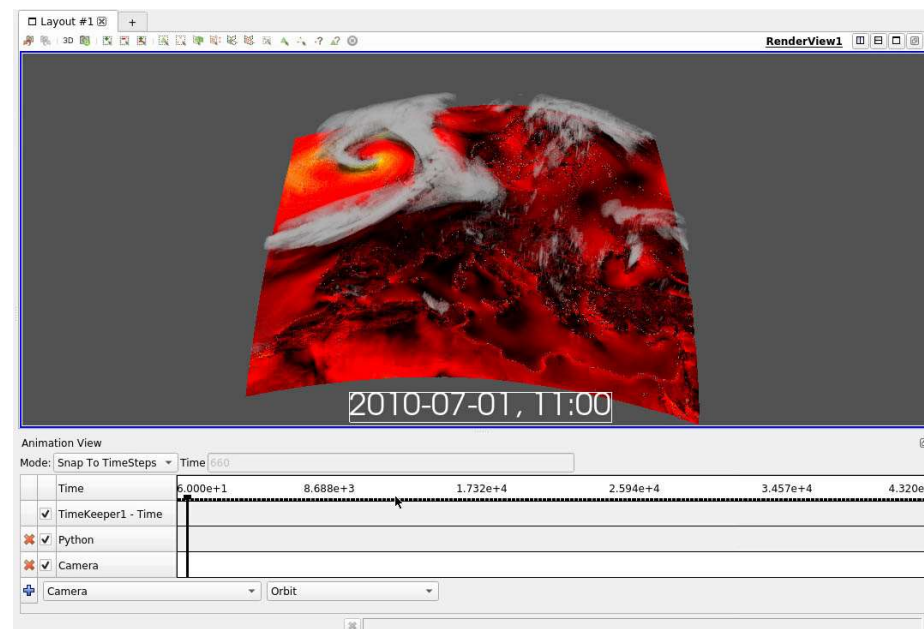 Layout #1
+
3D
RenderView1
2010-07-01, 11:00
Animation View
Mode: Snap To TimeSteps Time 660
Time 6.000e+1 8.688e+3 1.732e+4 2.594e+4 3.457e+4 4.320e
TimeKeeper1 - Time
Python
Camera
Camera Orbit